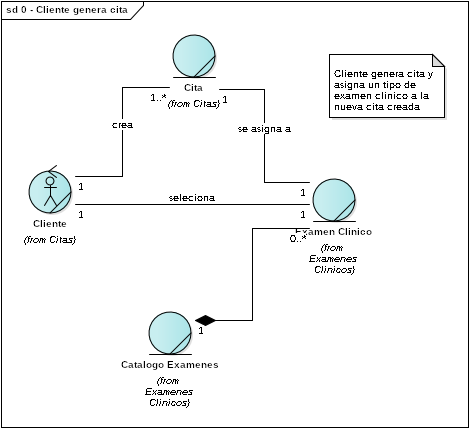 sd 0 - Cliente genera cita
Cliente genera cita y
asigna un tipo de
examen clinico a la
nueva cita creada
Cita
(from Citas)
1..*
1
crea
se asigna a
1
1
Cliente
(from Citas)
1
seleciona
1
Examen Clinico
(from
Examenes
Clinicos)
0..*
1
Catalogo Examenes
(from
Examenes
Clinicos)